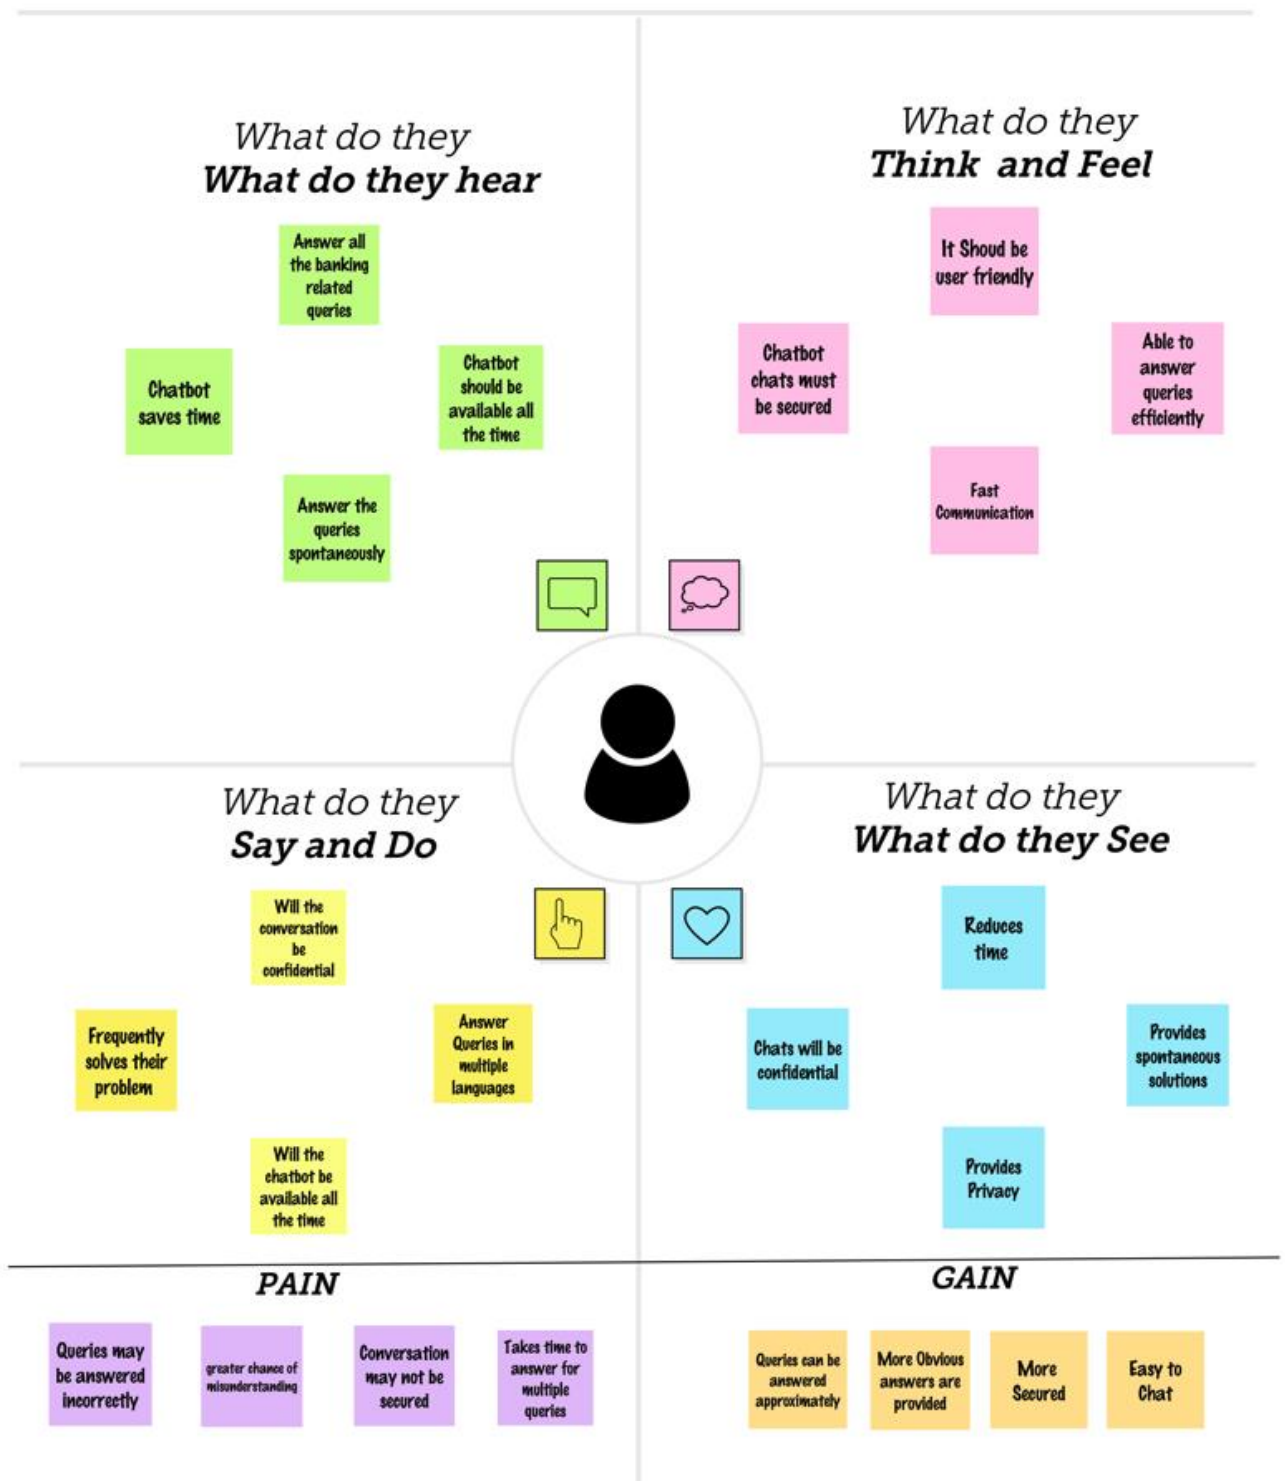 What do they
What do they hear
Answer all
the banking
related
queries
Chatbot
saves time
Chatbot
should be
available all
the time
Answer the
queries
spontaneously
What do they
Think and Feel
It Shoud be
user friendly
Chatbot
chats must
be secured
Able to
answer
queries
efficiently
Fast
Communication
What do they
Say and Do
Will the
conversation
be
confidential
Frequently
solves their
problem
Answer
Queries in
multiple
languages
Will the
chatbot be
available all
the time
What do they
What do they See
Reduces
time
Chats will be
confidential
Provides
spontaneous
solutions
Provides
Privacy
PAIN
Queries may
be answered
incorrectly
greater chance of
misunderstanding
Conversation
may not be
secured
Takes time to
answer for
multiple
queries
GAIN
Queries can be
answered
approximately
More Obvious
answers are
provided
More
Secured
Easy to
Chat